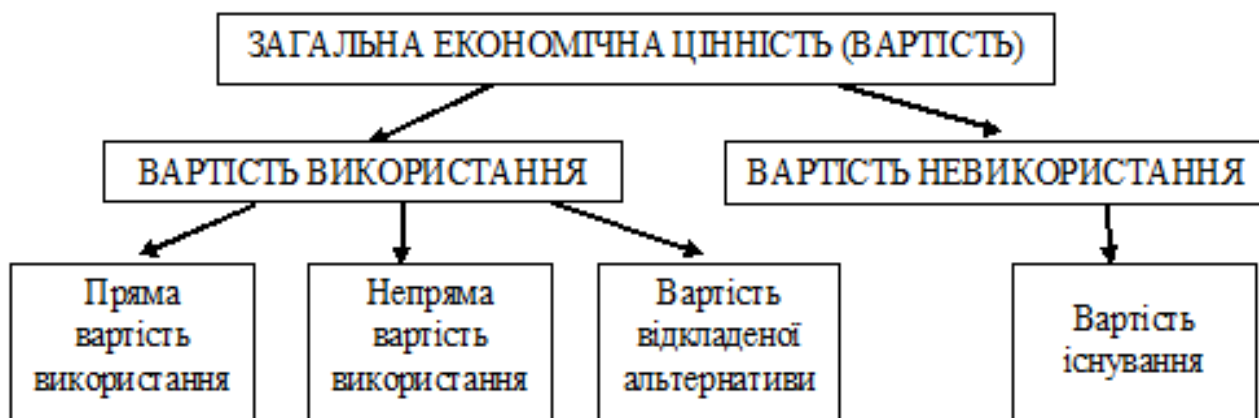 ЗАГАЛЬНА ЕКОНОМІЧНА ЦІННІСТЬ (ВАРТІСТЬ)
ВАРТІСТЬ ВИКОРИСТАННЯ
ВАРТІСТЬ НЕВИКОРИСТАННЯ
Пряма
вартість
використання
Непряма
вартість
використання
Вартість
відкладеної
альтернативи
Вартість
існування